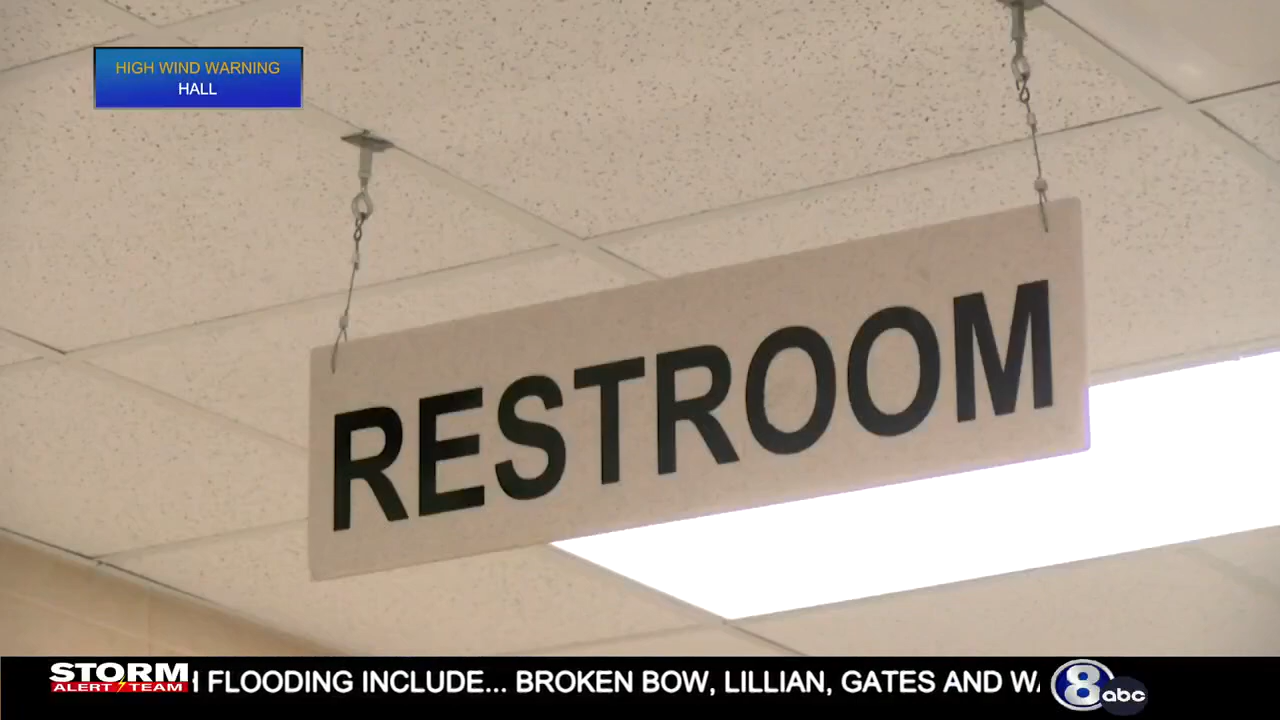 HIGH WIND WARNING
HALL
RESTROOM
STORM
ALERT TEAM
FLOODING INCLUDE... BROKEN BOW, LILLIAN, GATES AND
8 abc